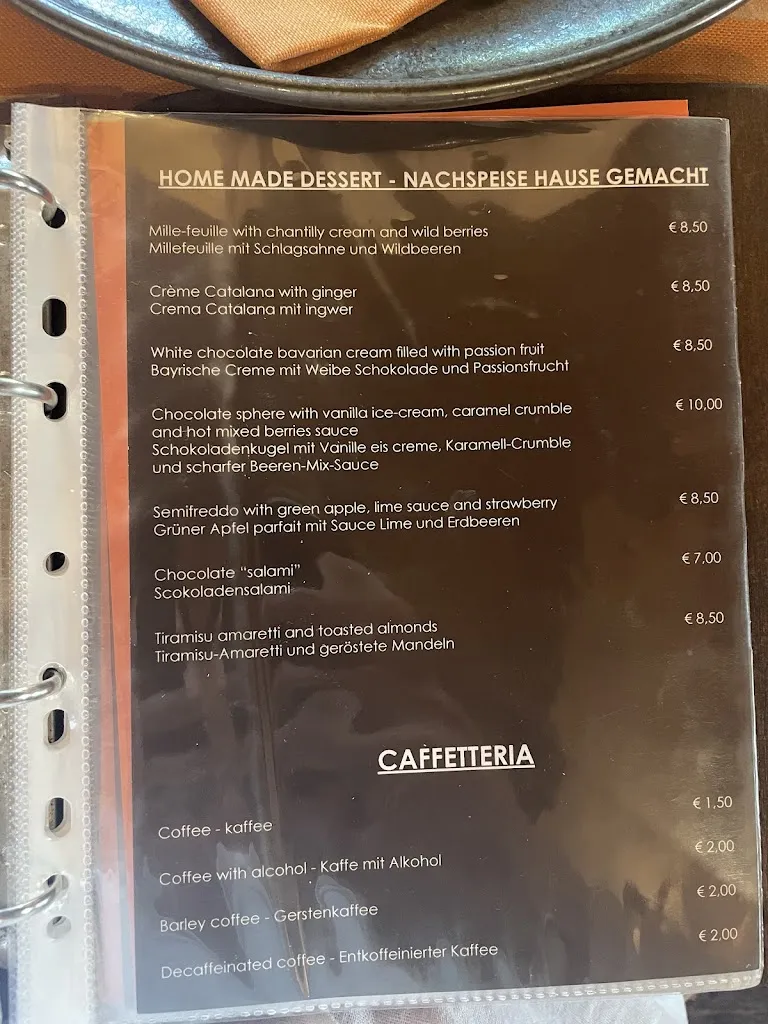 HOME MADE DESSERT - NACHSPEISE HAUSE GEMACHT
Mille-feuille with chantilly cream and wild berries € 8,50
Millefeuille mit Schlagsahne und Wildbeeren
Crème Catalana with ginger € 8,50
Crema Catalana mit ingwer
White chocolate bavarian cream filled with passion fruit € 8,50
Bayrische Creme mit Weibe Schokolade und Passionsfrucht
Chocolate sphere with vanilla ice-cream, caramel crumble € 10,00
and hot mixed berries sauce
Schokoladenkugel mit Vanille eis creme, Karamell-Crumble
und scharfer Beeren-Mix-Sauce
Semifreddo with green apple, lime sauce and strawberry € 8,50
Grüner Apfel parfait mit Sauce Lime und Erdbeeren
Chocolate “salami” € 7,00
Scokoladensalami
Tiramisu amaretti and toasted almonds € 8,50
Tiramisu-Amaretti und geröstete Mandeln
CAFFETTERIA
Coffee - kaffee € 1,50
Coffee with alcohol - Kaffe mit Alkohol € 2,00
Barley coffee - Gerstenkaffee € 2,00
Decaffeinated coffee - Entkoffeinierter Kaffee € 2,00